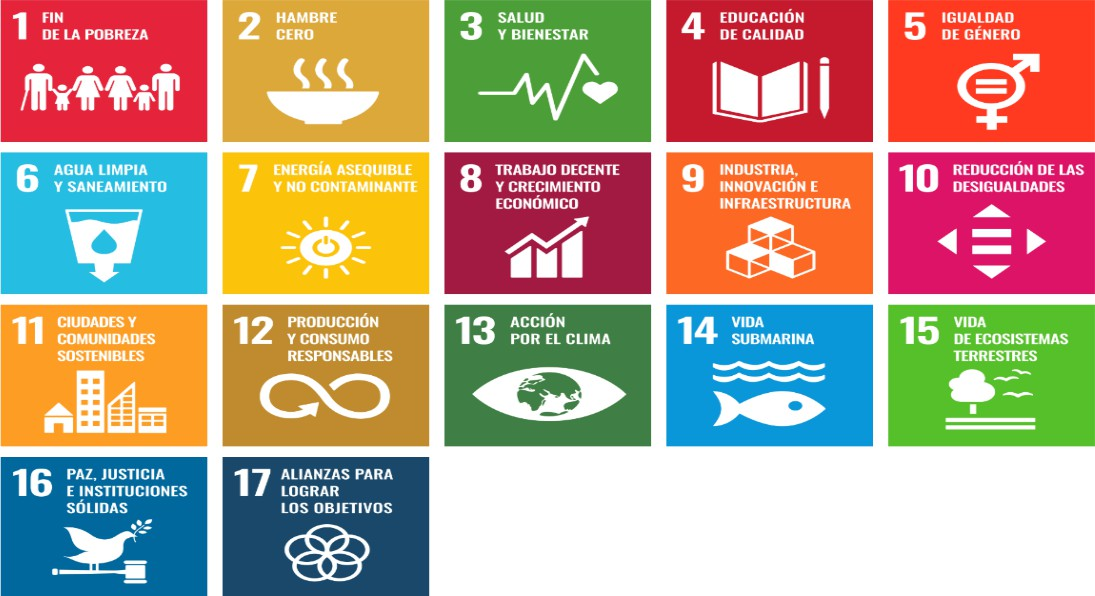 1 FIN
DE LA POBREZA
2 HAMBRE
CERO
3 SALUD
Y BIENESTAR
4 EDUCACIÓN
DE CALIDAD
5 IGUALDAD
DE GÉNERO
6 AGUA LIMPIA
Y SANEAMIENTO
7 ENERGÍA ASEQUIBLE
Y NO CONTAMINANTE
8 TRABAJO DECENTE
Y CRECIMIENTO
ECONÓMICO
9 INDUSTRIA,
INNOVACIÓN E
INFRAESTRUCTURA
10 REDUCCIÓN DE LAS
DESIGUALDADES
11 CIUDADES Y
COMUNIDADES
SOSTENIBLES
12 PRODUCCIÓN
Y CONSUMO
RESPONSABLES
13 ACCIÓN
POR EL CLIMA
14 VIDA
SUBMARINA
15 VIDA
DE ECOSISTEMAS
TERRESTRES
16 PAZ, JUSTICIA
E INSTITUCIONES
SÓLIDAS
17 ALIANZAS PARA
LOGRAR
LOS OBJETIVOS